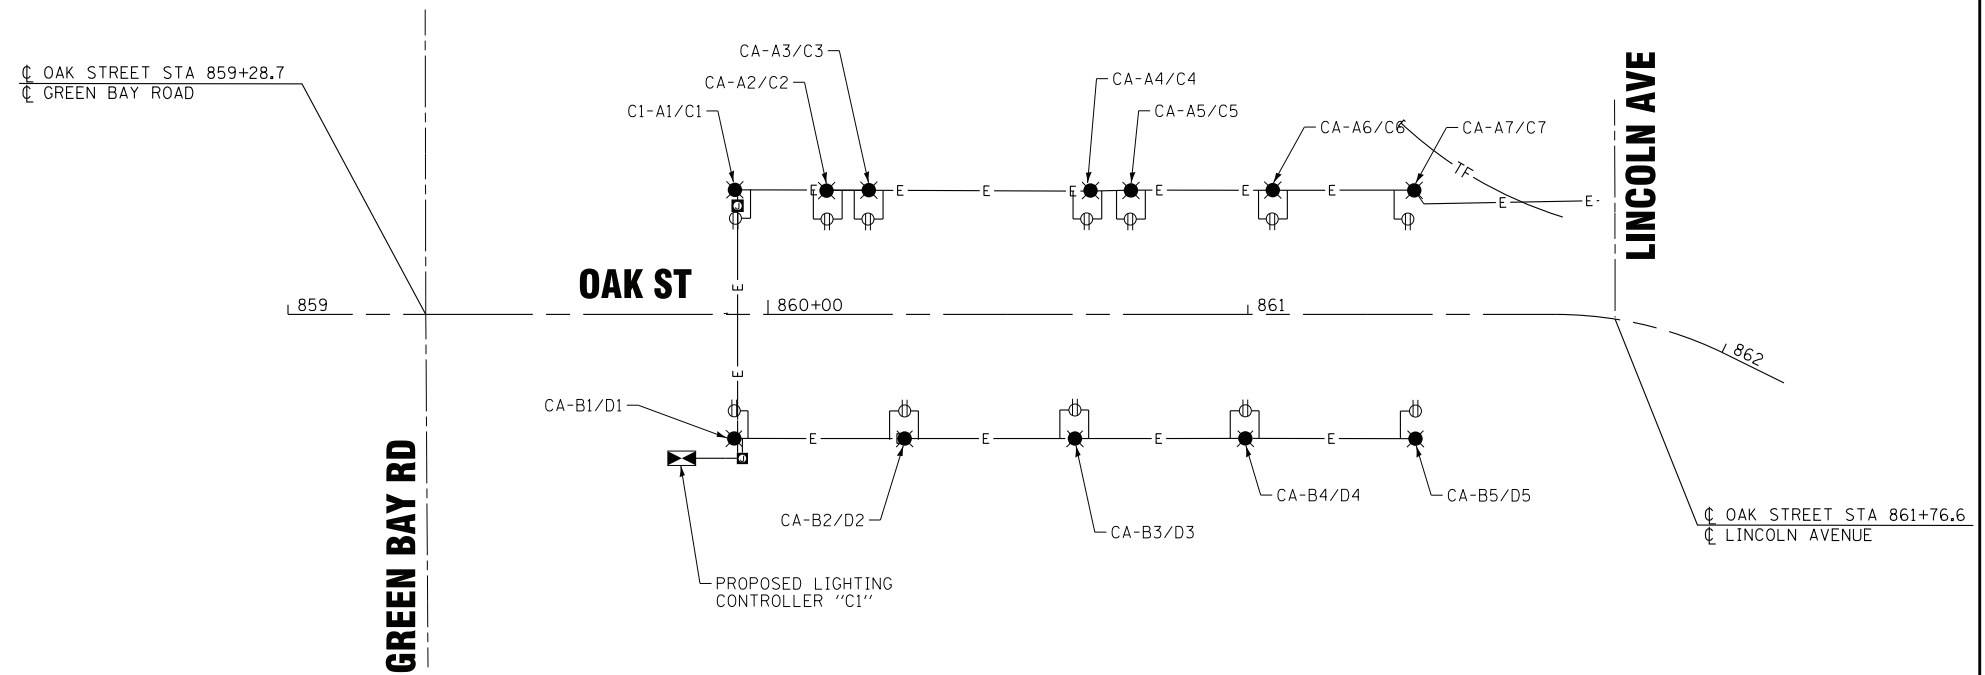 CA-A3/C3
℄ OAK STREET STA 859+28.7
℄ GREEN BAY ROAD
CA-A2/C2
C1-A1/C1
CA-A4/C4
CA-A5/C5
CA-A6/C6
CA-A7/C7
TF
LINCOLN AVE
E E E E E E E E E
J
E
OAK ST
859
860+00
861
862
E
CA-B1/D1
E E E E
J
CA-B2/D2
CA-B3/D3
CA-B4/D4
CA-B5/D5
GREEN BAY RD
PROPOSED LIGHTING
CONTROLLER "C1"
℄ OAK STREET STA 861+76.6
℄ LINCOLN AVENUE